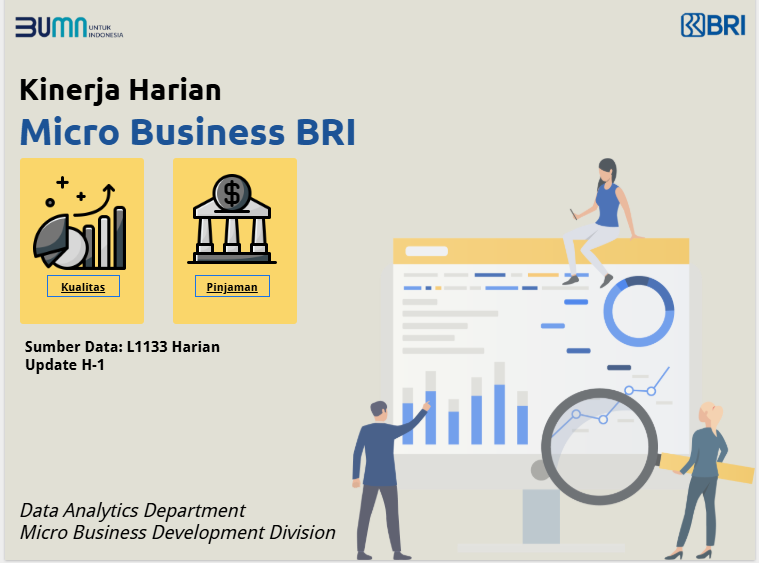 BUMN UNTUK
INDONESIA
BRI
Kinerja Harian
Micro Business BRI
Kualitas
Pinjaman
Sumber Data: L1133 Harian
Update H-1
Data Analytics Department
Micro Business Development Division